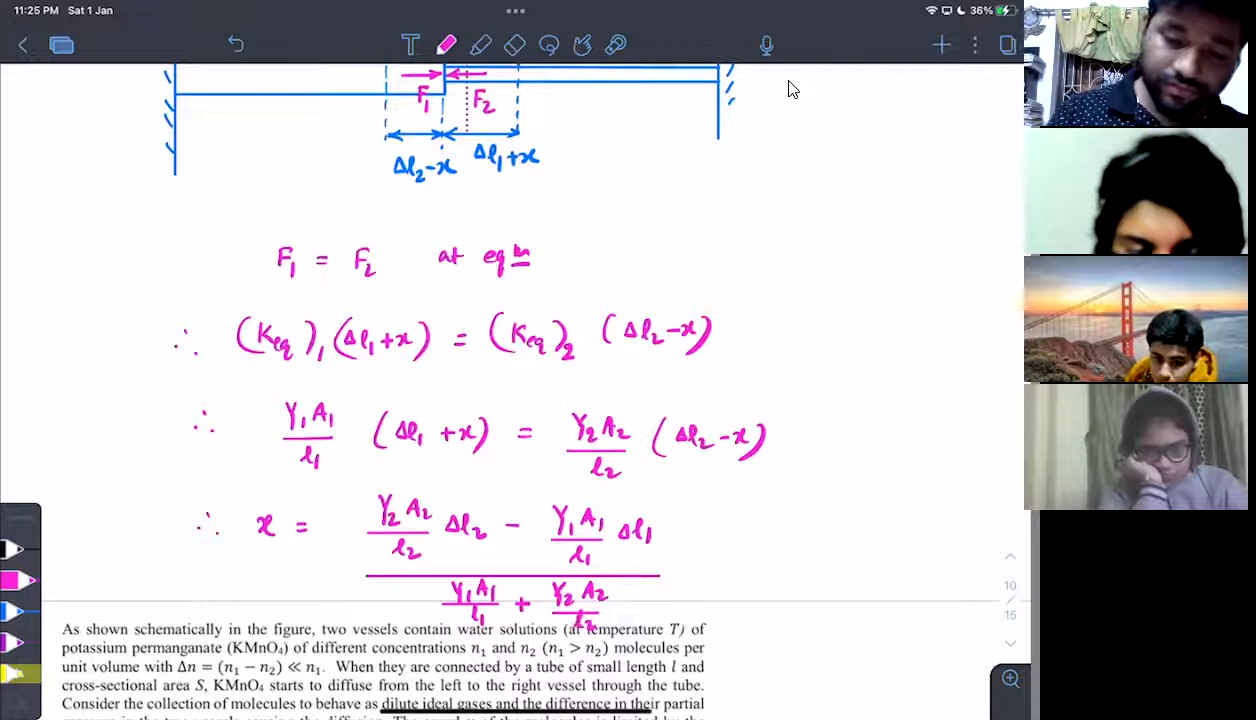 11:25 PM Sat 1 Jan
36%
F₁ F₂
Δl₂-x Δl₁+x
F₁ = F₂ at eqm
∴ (Keq)₁ (Δl₁+x) = (Keq)₂ (Δl₂-x)
∴ Y₁A₁/l₁ (Δl₁+x) = Y₂A₂/l₂ (Δl₂-x)
∴ x = (Y₂A₂/l₂ Δl₂ - Y₁A₁/l₁ Δl₁) / (Y₁A₁/l₁ + Y₂A₂/l₂)
10
/
15
As shown schematically in the figure, two vessels contain water solutions (at temperature T) of
potassium permanganate (KMnO₄) of different concentrations n₁ and n₂ (n₁ > n₂) molecules per
unit volume with Δn = (n₁ − n₂) ≪ n₁. When they are connected by a tube of small length l and
cross-sectional area S, KMnO₄ starts to diffuse from the left to the right vessel through the tube.
Consider the collection of molecules to behave as dilute ideal gases and the difference in their partial